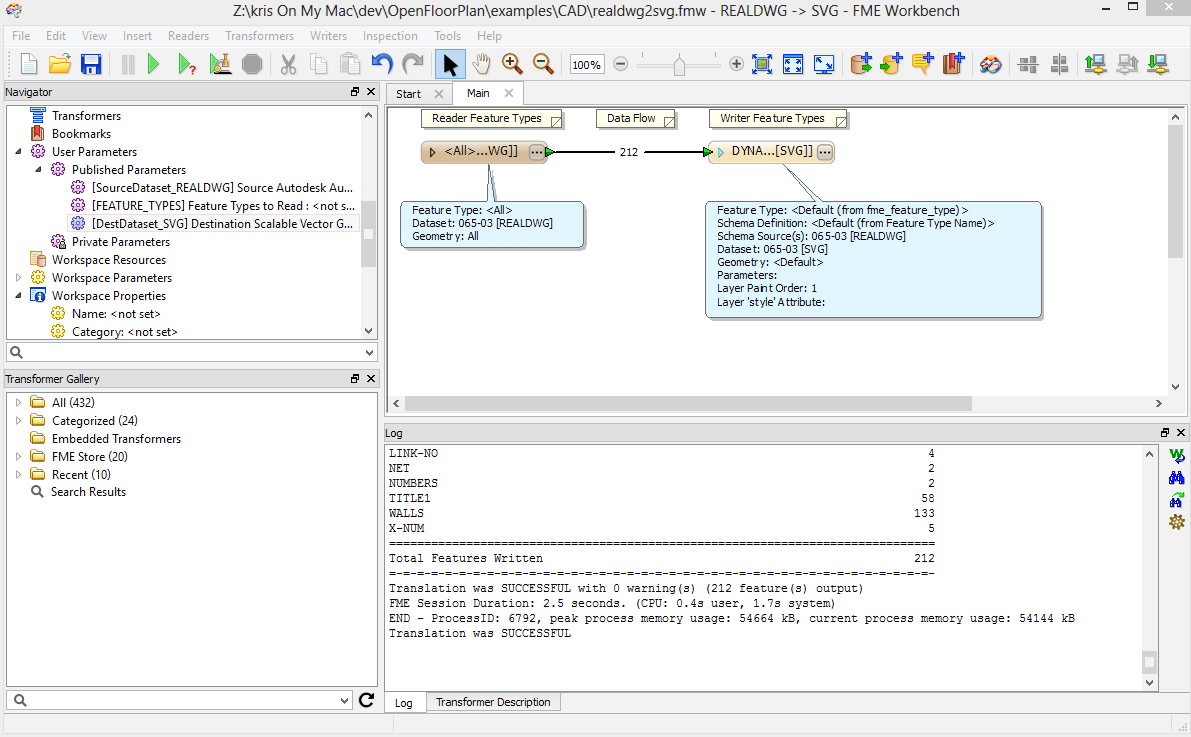 Z:\kris On My Mac\dev\OpenFloorPlan\examples\CAD\realdwg2svg.fmw - REALDWG -> SVG - FME Workbench
File Edit View Insert Readers Transformers Writers Inspection Tools Help
100%
Navigator
Transformers
Bookmarks
User Parameters
Published Parameters
[SourceDataset_REALDWG] Source Autodesk Au...
[FEATURE_TYPES] Feature Types to Read : <not s...
[DestDataset_SVG] Destination Scalable Vector G...
Private Parameters
Workspace Resources
Workspace Parameters
Workspace Properties
Name: <not set>
Category: <not set>
Transformer Gallery
All (432)
Categorized (24)
Embedded Transformers
FME Store (20)
Recent (10)
Search Results
Start Main
Reader Feature Types Data Flow Writer Feature Types
<All>...WG]] 212 DYNA...[SVG]]
Feature Type: <All>
Dataset: 065-03 [REALDWG]
Geometry: All
Feature Type: <Default (from fme_feature_type)>
Schema Definition: <Default (from Feature Type Name)>
Schema Source(s): 065-03 [REALDWG]
Dataset: 065-03 [SVG]
Geometry: <Default>
Parameters:
Layer Paint Order: 1
Layer 'style' Attribute:
Log
LINK-NO 4
NET 2
NUMBERS 2
TITLE1 58
WALLS 133
X-NUM 5
==============================================================================
Total Features Written 212
=-=-=-=-=-=-=-=-=-=-=-=-=-=-=-=-=-=-=-=-=-=-=-=-=-=-=-=-=-=-=-=-=-=-=-=-=-=-=-
Translation was SUCCESSFUL with 0 warning(s) (212 feature(s) output)
FME Session Duration: 2.5 seconds. (CPU: 0.4s user, 1.7s system)
END - ProcessID: 6792, peak process memory usage: 54664 kB, current process memory usage: 54144 kB
Translation was SUCCESSFUL
Log Transformer Description